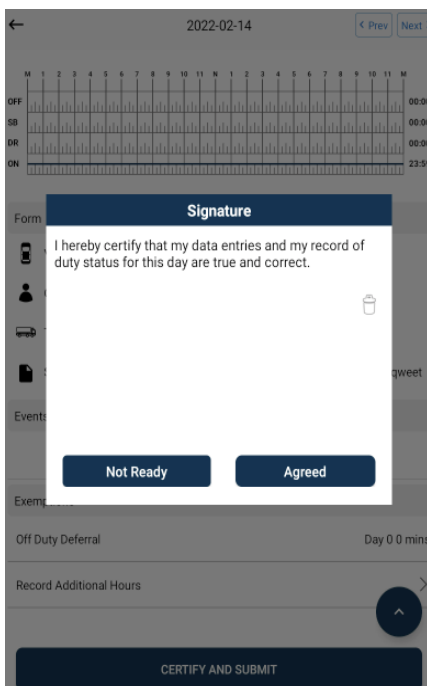 2022-02-14
Prev
Next
M 1 2 3 4 5 6 7 8 9 10 11 N 1 2 3 4 5 6 7 8 9 10 11 M
OFF 00:0
SB 00:0
DR 00:0
ON 23:5
Form
Signature
I hereby certify that my data entries and my record of
duty status for this day are true and correct.
qweet
Events
Not Ready
Agreed
Exemp
Off Duty Deferral
Day 0 0 mins
Record Additional Hours
CERTIFY AND SUBMIT